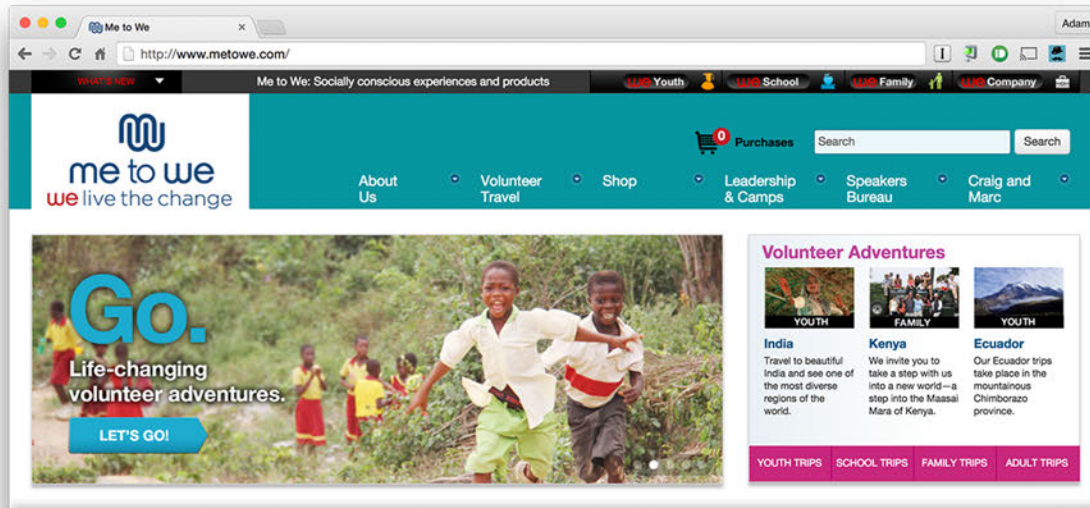 Me to We
Adam
http://www.metowe.com/
WHAT'S NEW
Me to We: Socially conscious experiences and products
we Youth
we School
we Family
we Company
me to we
we live the change
0
Purchases
Search
Search
About
Us
Volunteer
Travel
Shop
Leadership
& Camps
Speakers
Bureau
Craig and
Marc
Go.
Life-changing
volunteer adventures.
LET'S GO!
Volunteer Adventures
YOUTH
India
Travel to beautiful
India and see one of
the most diverse
regions of the
world.
FAMILY
Kenya
We invite you to
take a step with us
into a new world—a
step into the Maasai
Mara of Kenya.
YOUTH
Ecuador
Our Ecuador trips
take place in the
mountainous
Chimborazo
province.
YOUTH TRIPS
SCHOOL TRIPS
FAMILY TRIPS
ADULT TRIPS